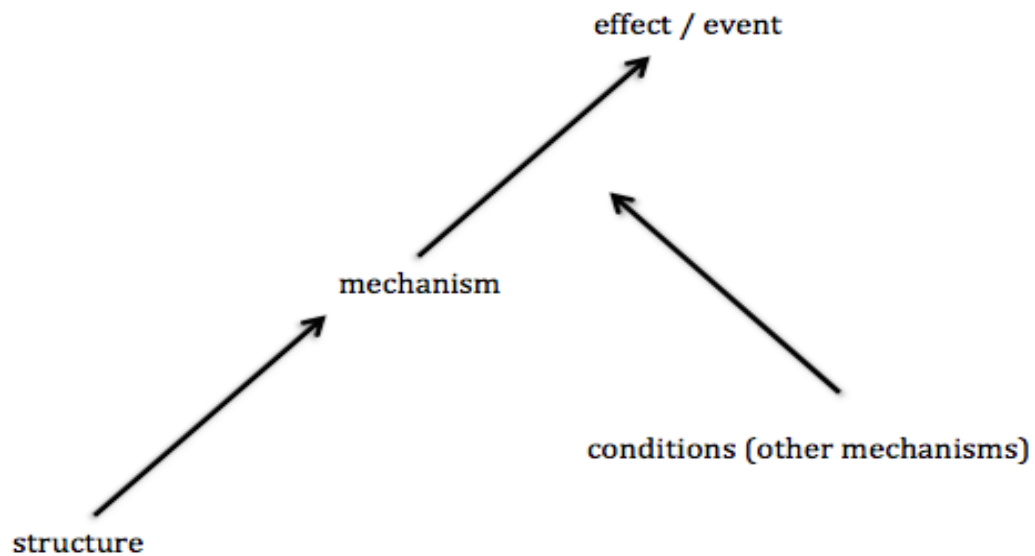 effect / event
mechanism
conditions (other mechanisms)
structure